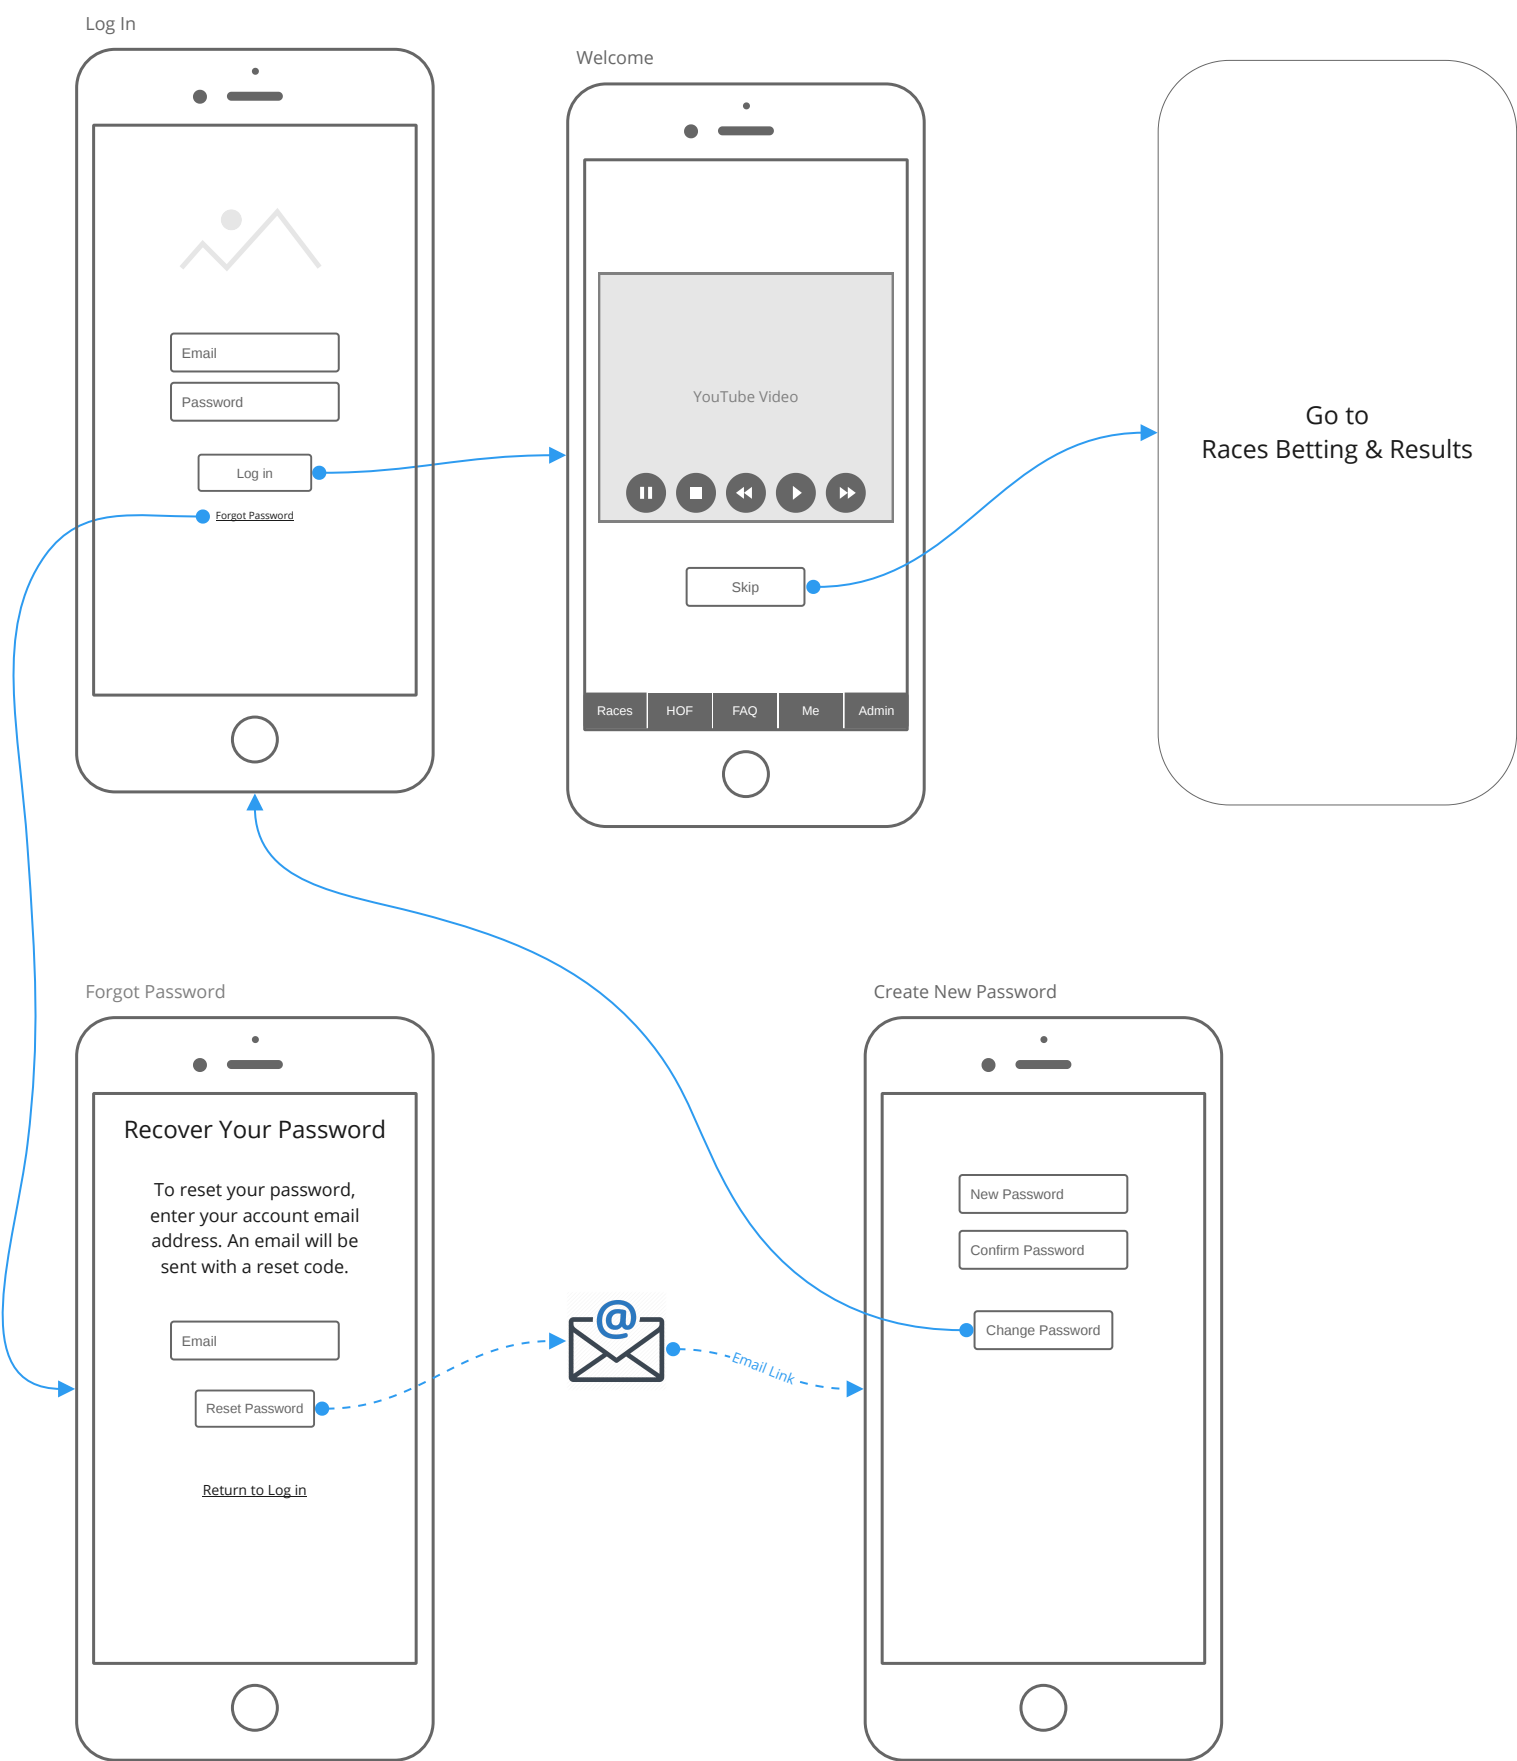 Log In
Email
Password
Log in
Forgot Password
Welcome
YouTube Video
Skip
Races
HOF
FAQ
Me
Admin
Go to
Races Betting & Results
Forgot Password
Recover Your Password
To reset your password,
enter your account email
address. An email will be
sent with a reset code.
Email
Reset Password
Return to Log in
@
Email Link
Create New Password
New Password
Confirm Password
Change Password